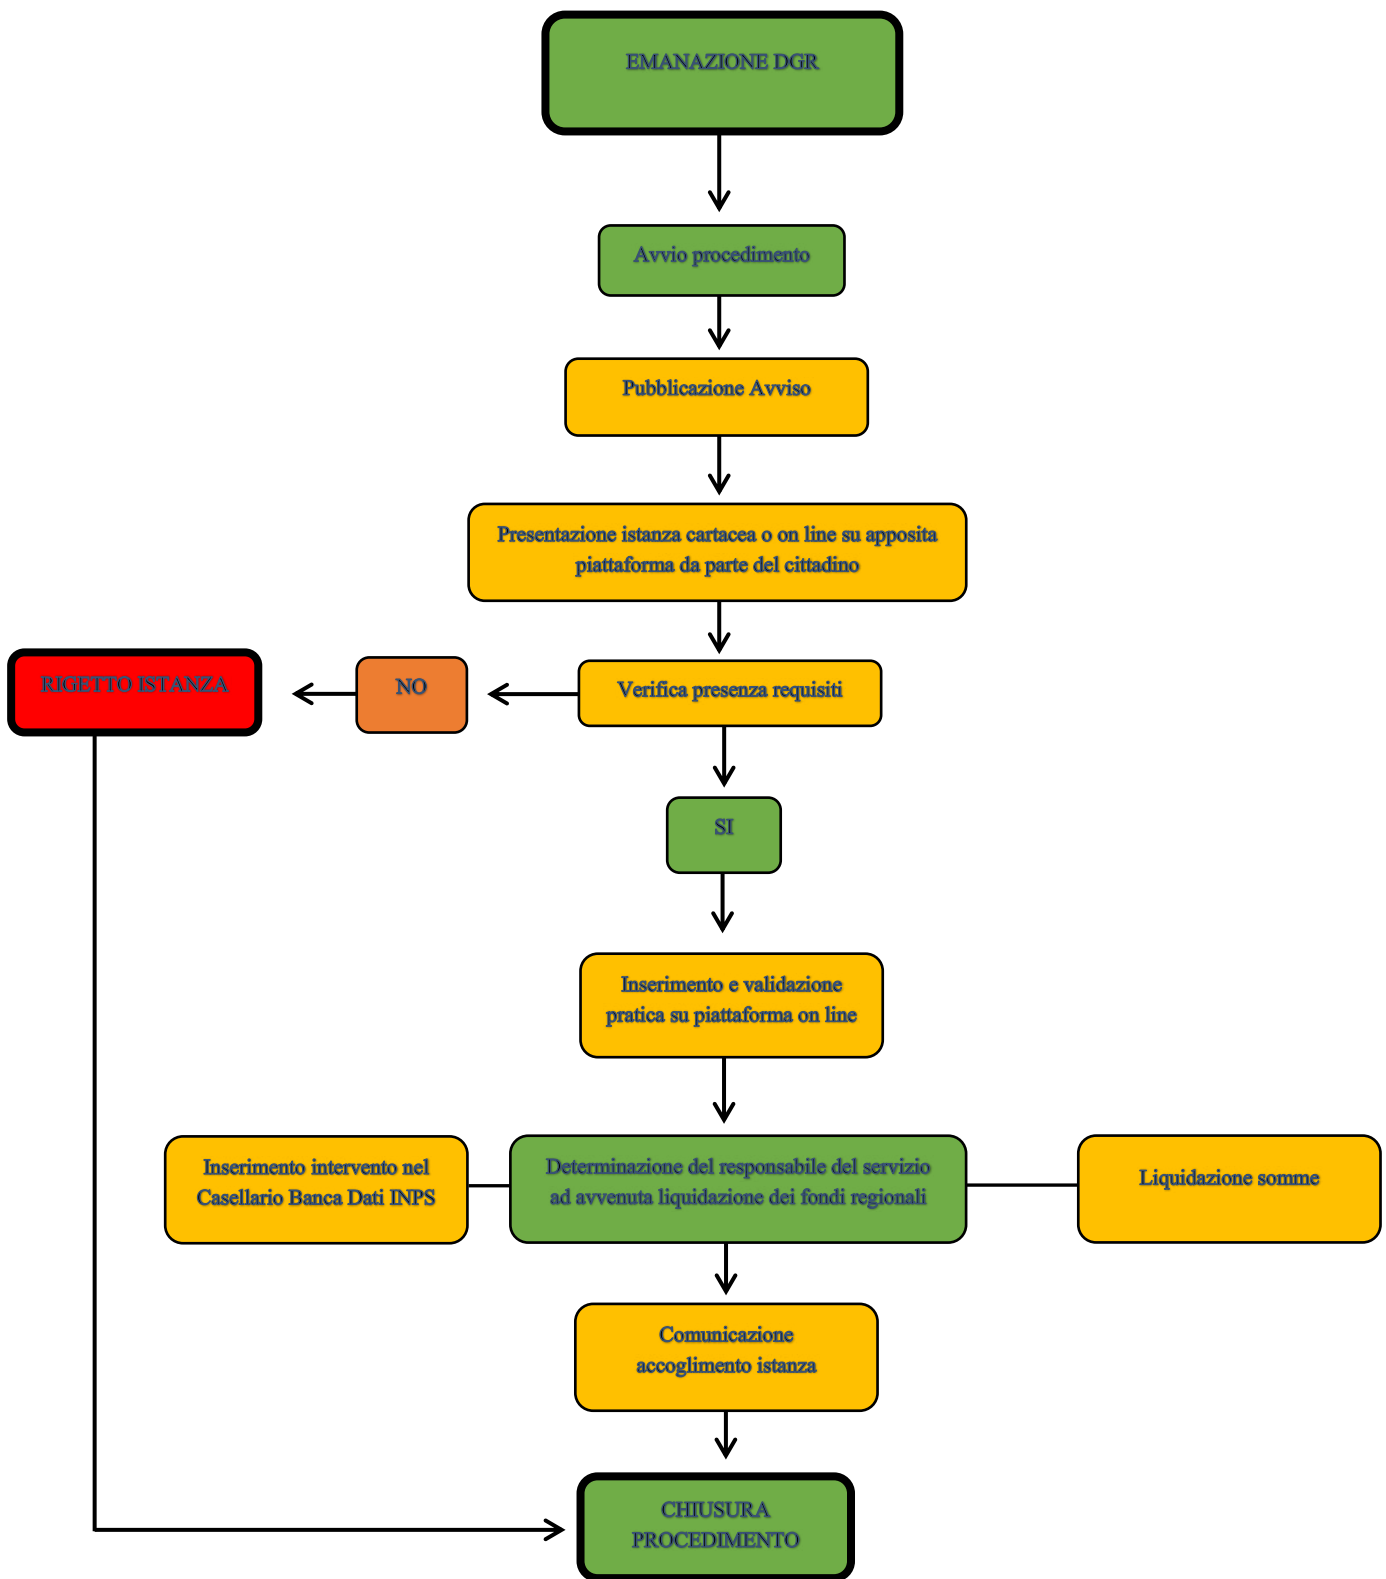 EMANAZIONE DGR
Avvio procedimento
Pubblicazione Avviso
Presentazione istanza cartacea o on line su apposita
piattaforma da parte del cittadino
RIGETTO ISTANZA
NO
Verifica presenza requisiti
SI
Inserimento e validazione
pratica su piattaforma on line
Inserimento intervento nel
Casellario Banca Dati INPS
Determinazione del responsabile del servizio
ad avvenuta liquidazione dei fondi regionali
Liquidazione somme
Comunicazione
accoglimento istanza
CHIUSURA
PROCEDIMENTO